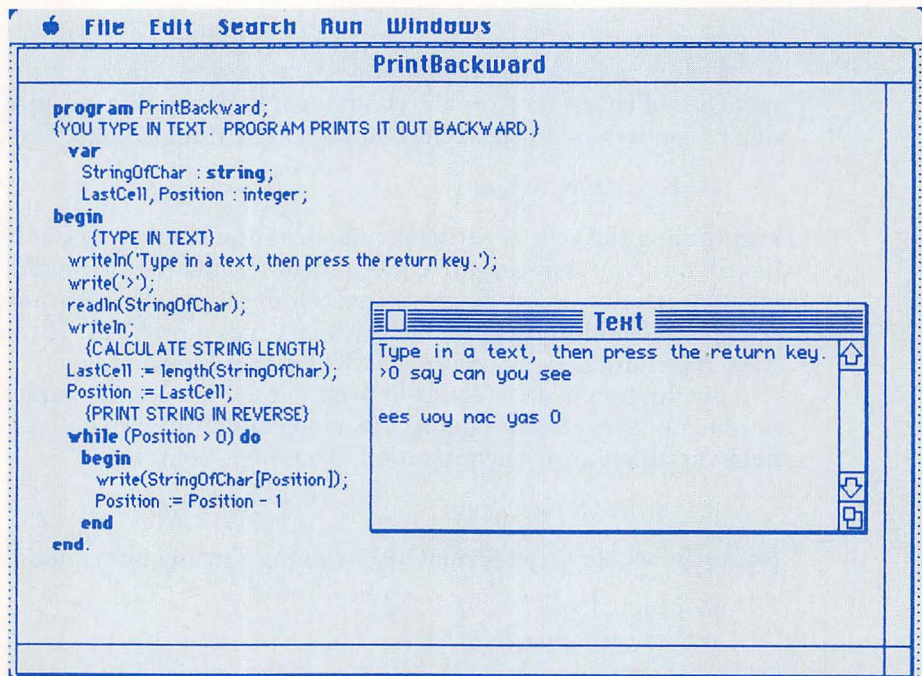 File Edit Search Run Windows
PrintBackward
program PrintBackward;
{YOU TYPE IN TEXT. PROGRAM PRINTS IT OUT BACKWARD.}
var
StringOfChar : string;
LastCell, Position : integer;
begin
{TYPE IN TEXT}
writeln('Type in a text, then press the return key.');
write('>');
readln(StringOfChar);
writeln;
{CALCULATE STRING LENGTH}
LastCell := length(StringOfChar);
Position := LastCell;
{PRINT STRING IN REVERSE}
while (Position > 0) do
begin
write(StringOfChar[Position]);
Position := Position - 1
end
end.
Text
Type in a text, then press the return key.
>O say can you see
ees uoy nac yas O